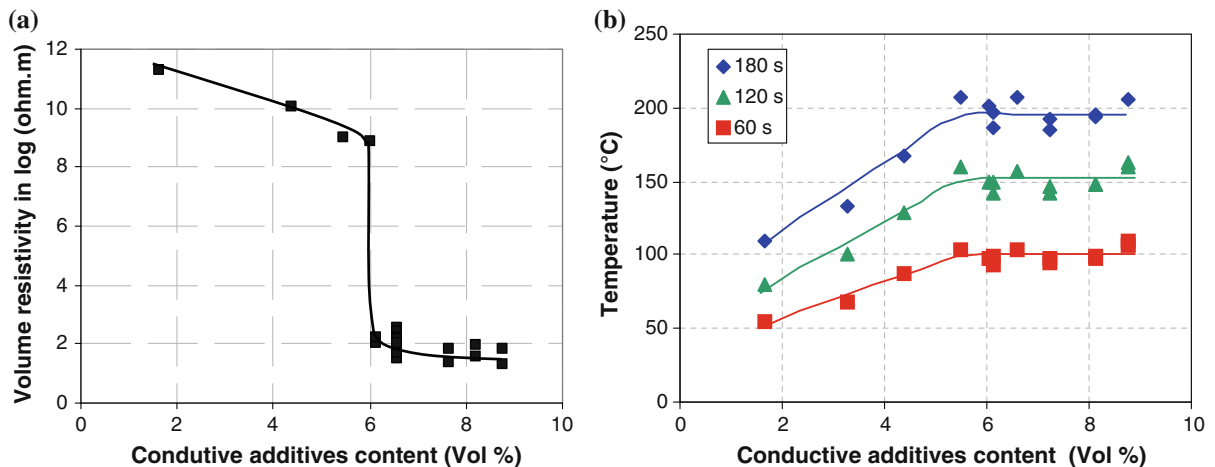 (a)
Volume resistivity in log (ohm.m)
12
10
8
6
4
2
0
0 2 4 6 8 10
Condutive additives content (Vol %)
(b)
Temperature (°C)
250
200
150
100
50
0
180 s
120 s
60 s
0 2 4 6 8 10
Conductive additives content (Vol %)